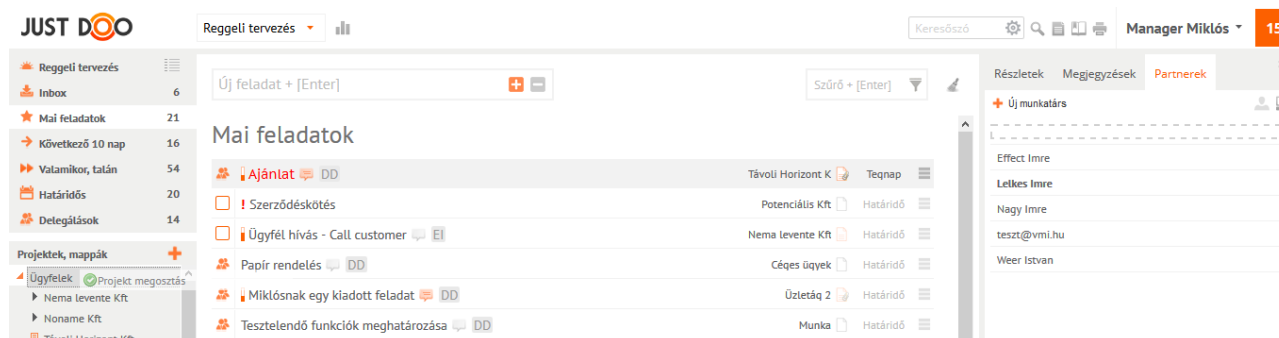 JUST DOO
Reggeli tervezés
Keresőszó
Manager Miklós
15
Reggeli tervezés
Inbox 6
Mai feladatok 21
Következő 10 nap 16
Valamikor, talán 54
Határidős 20
Delegálások 14
Projektek, mappák
Ügyfelek Projekt megosztás
Nema levente Kft
Noname Kft
Távoli Horizont Kft
Új feladat + [Enter]
Szűrő + [Enter]
Mai feladatok
Ajánlat DD Távoli Horizont K Tegnap
! Szerződéskötés Potenciális Kft Határidő
Ügyfél hívás - Call customer EI Nema levente Kft Határidő
Papír rendelés DD Céges ügyek Határidő
Miklósnak egy kiadott feladat DD Üzletág 2 Határidő
Tesztelendő funkciók meghatározása DD Munka Határidő
Részletek Megjegyzések Partnerek
Új munkatárs
Effect Imre
Lelkes Imre
Nagy Imre
teszt@vmi.hu
Weer Istvan